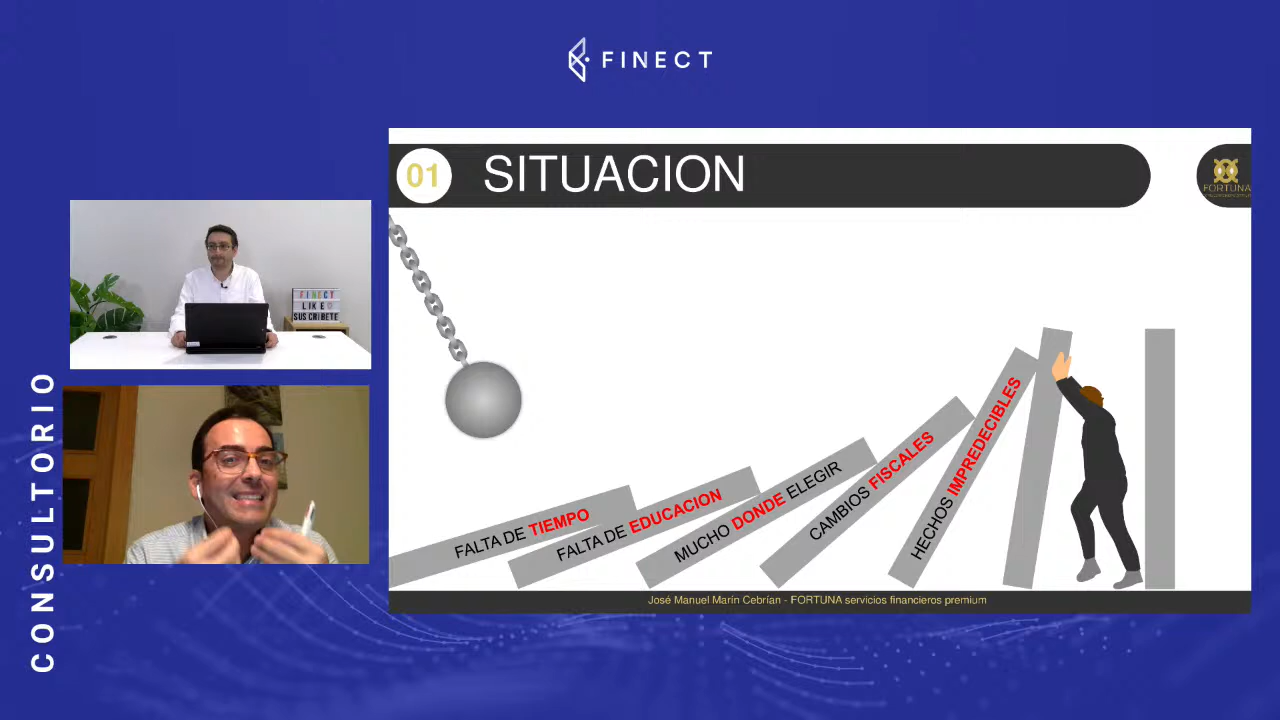 FINECT
01
SITUACION
FORTUNA
FINECT
LIKE
SUSCRIBETE
CONSULTORIO
FALTA DE TIEMPO
FALTA DE EDUCACION
MUCHO DONDE ELEGIR
CAMBIOS FISCALES
HECHOS IMPREDECIBLES
José Manuel Marín Cebrían - FORTUNA servicios financieros premium